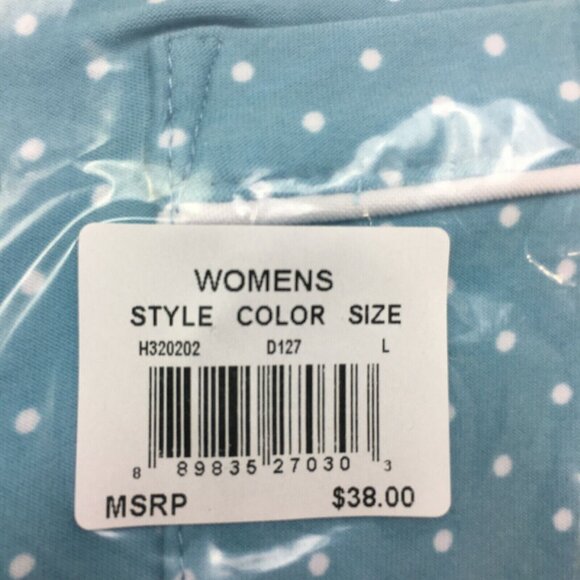 WOMENS
STYLE COLOR SIZE
H320202 D127 L
8 89835 27030 3
MSRP $38.00